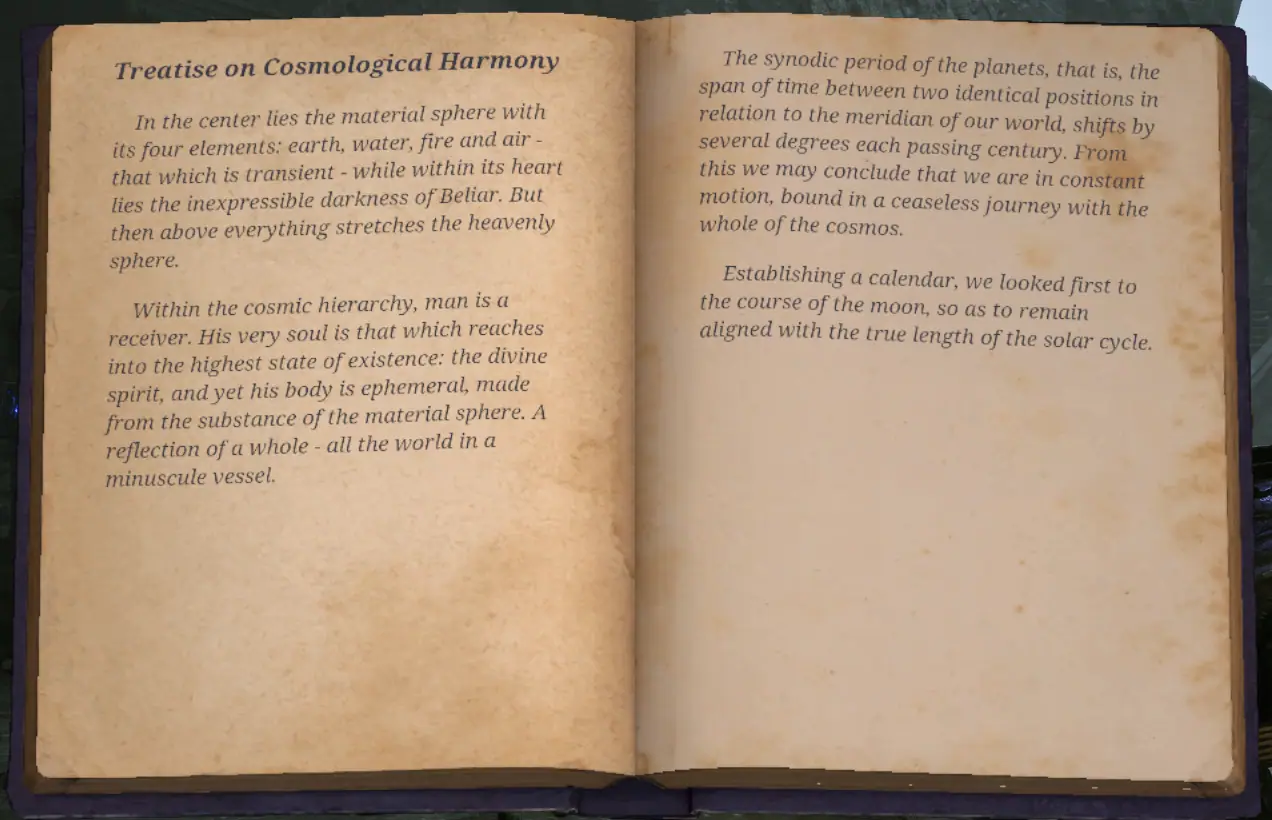 Treatise on Cosmological Harmony
In the center lies the material sphere with
its four elements: earth, water, fire and air -
that which is transient - while within its heart
lies the inexpressible darkness of Beliar. But
then above everything stretches the heavenly
sphere.
Within the cosmic hierarchy, man is a
receiver. His very soul is that which reaches
into the highest state of existence: the divine
spirit, and yet his body is ephemeral, made
from the substance of the material sphere. A
reflection of a whole - all the world in a
minuscule vessel.
The synodic period of the planets, that is, the
span of time between two identical positions in
relation to the meridian of our world, shifts by
several degrees each passing century. From
this we may conclude that we are in constant
motion, bound in a ceaseless journey with the
whole of the cosmos.
Establishing a calendar, we looked first to
the course of the moon, so as to remain
aligned with the true length of the solar cycle.